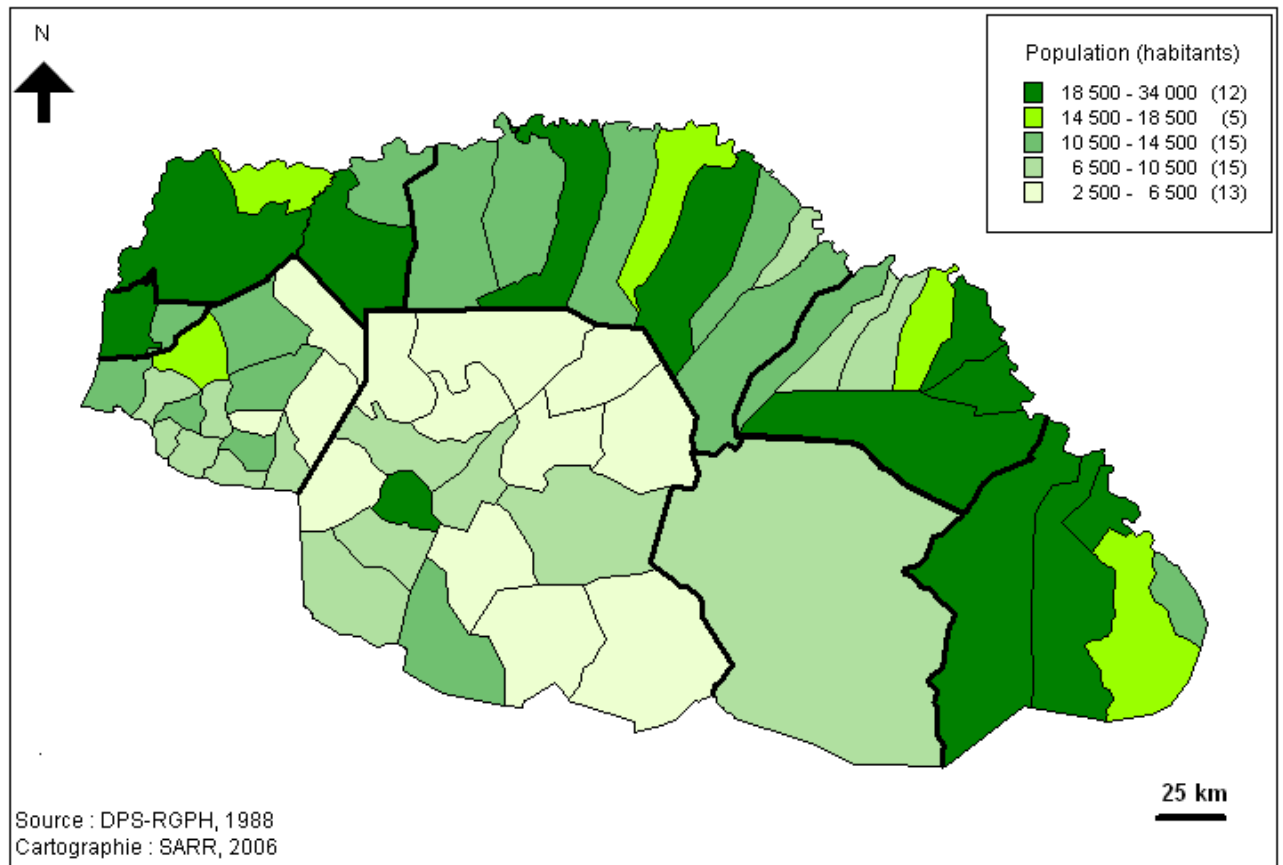 N
Population (habitants)
18 500 - 34 000 (12)
14 500 - 18 500 (5)
10 500 - 14 500 (15)
6 500 - 10 500 (15)
2 500 - 6 500 (13)
25 km
Source : DPS-RGPH, 1988
Cartographie : SARR, 2006